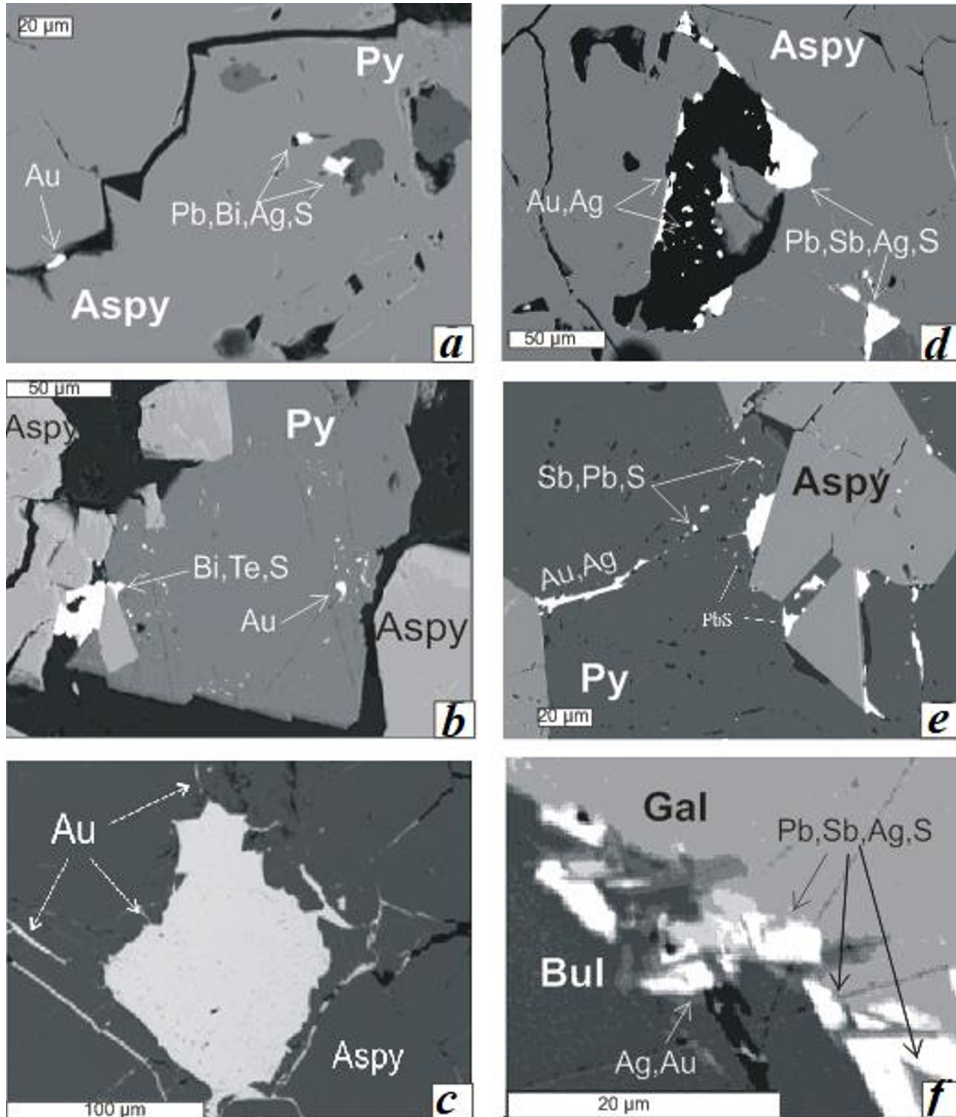 20 µm
Py
Au
Pb,Bi,Ag,S
Aspy
a
Aspy
Au,Ag
Pb,Sb,Ag,S
50 µm
d
50 µm
Aspy
Py
Bi,Te,S
Au
Aspy
b
Sb,Pb,S
Aspy
Au,Ag
PbS
Py
20 µm
e
Au
Aspy
100 µm
c
Gal
Pb,Sb,Ag,S
Bul
Ag,Au
20 µm
f